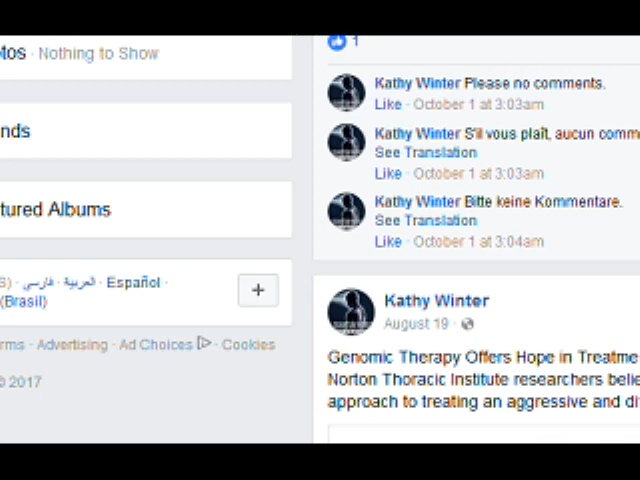 otos · Nothing to Show
nds
tured Albums
S) · فارسی · العربية · Español ·
(Brasil)
+
rms · Advertising · Ad Choices · Cookies
© 2017
1
Kathy Winter Please no comments.
Like · October 1 at 3:03am
Kathy Winter S'il vous plaît, aucun comm
See Translation
Like · October 1 at 3:03am
Kathy Winter Bitte keine Kommentare.
See Translation
Like · October 1 at 3:04am
Kathy Winter
August 19 ·
Genomic Therapy Offers Hope in Treatme
Norton Thoracic Institute researchers belie
approach to treating an aggressive and di